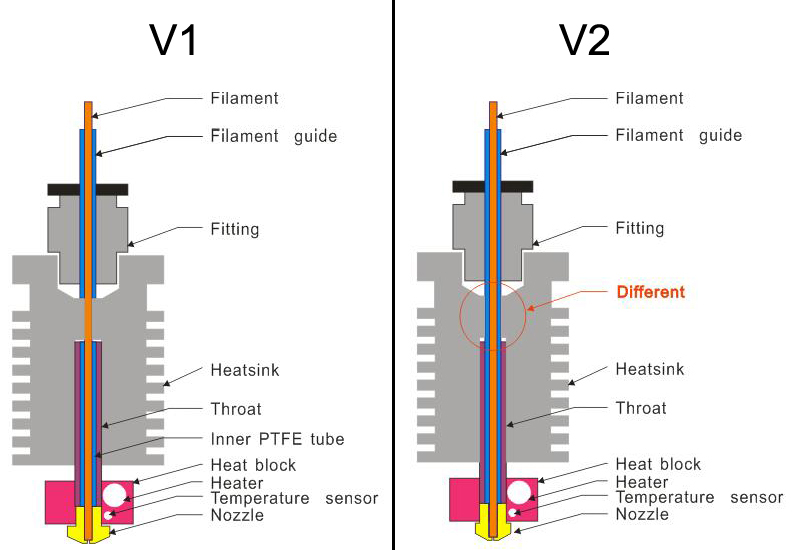 V1
Filament
Filament guide
Fitting
Heatsink
Throat
Inner PTFE tube
Heat block
Heater
Temperature sensor
Nozzle
V2
Filament
Filament guide
Fitting
Different
Heatsink
Throat
Heat block
Heater
Temperature sensor
Nozzle